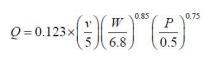 Q = 0.123 × (v/5) (W/6.8)^0.85 (P/0.5)^0.75